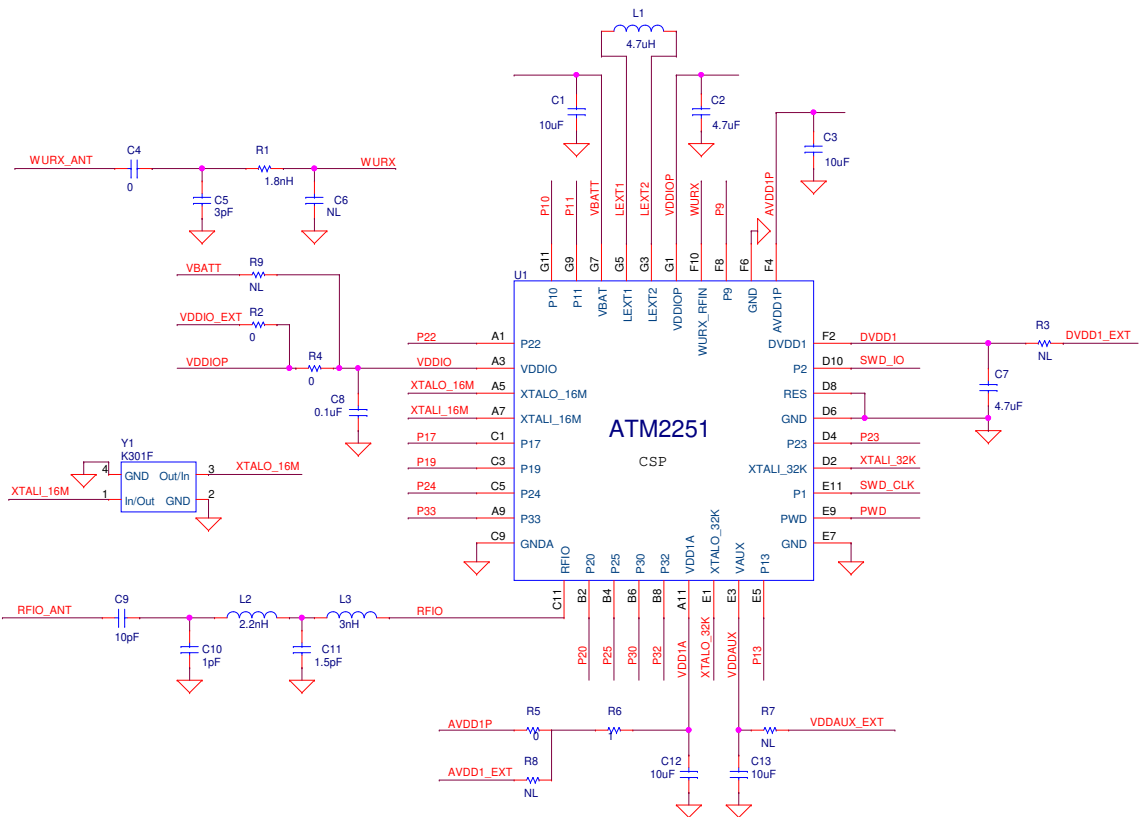 L1
4.7uH
C1
10uF
C2
4.7uF
C3
10uF
WURX_ANT
C4
0
R1
1.8nH
WURX
C5
3pF
C6
NL
P10
P11
VBATT
LEXT1
LEXT2
VDDIOP
WURX
P9
AVDD1P
G11
G9
G7
G5
G3
G1
F10
F8
F6
F4
U1
P10
P11
VBAT
LEXT1
LEXT2
VDDIOP
WURX_RFIN
P9
GND
AVDD1P
VBATT
R9
NL
VDDIO_EXT
R2
0
VDDIOP
R4
0
VDDIO
C8
0.1uF
P22
A1
P22
A3
VDDIO
XTALO_16M
A5
XTALO_16M
XTALI_16M
A7
XTALI_16M
P17
C1
P17
P19
C3
P19
P24
C5
P24
P33
A9
P33
C9
GNDA
ATM2251
CSP
DVDD1
F2
DVDD1
R3
NL
DVDD1_EXT
P2
D10
SWD_IO
RES
D8
C7
4.7uF
GND
D6
P23
D4
P23
XTALI_32K
D2
XTALI_32K
P1
E11
SWD_CLK
PWD
E9
PWD
GND
E7
Y1
K301F
4
GND
Out/In
3
XTALO_16M
XTALI_16M
1
In/Out
GND
2
RFIO
P20
P25
P30
P32
VDD1A
XTALO_32K
VAUX
P13
C11
B2
B4
B6
B8
A11
E1
E3
E5
P20
P25
P30
P32
VDD1A
XTALO_32K
VDDAUX
P13
RFIO_ANT
C9
10pF
L2
2.2nH
L3
3nH
RFIO
C10
1pF
C11
1.5pF
AVDD1P
R5
0
R6
1
R7
NL
VDDAUX_EXT
AVDD1_EXT
R8
NL
C12
10uF
C13
10uF